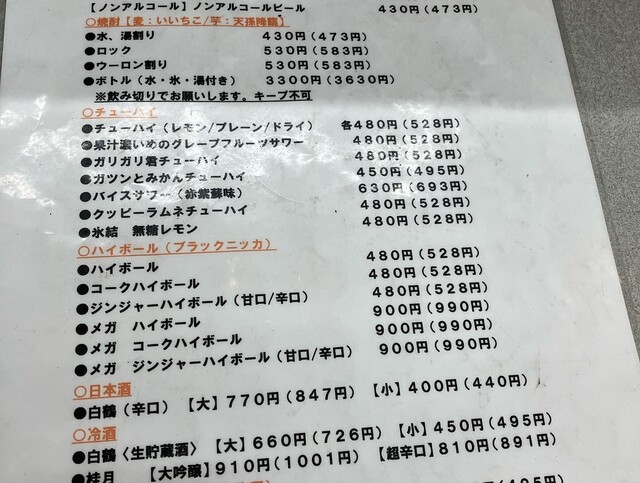 【ノンアルコール】ノンアルコールビール 430円(473円)
○焼酎【麦：いいちこ/芋：天孫降臨】
●水、湯割り 430円(473円)
●ロック 530円(583円)
●ウーロン割り 530円(583円)
●ボトル(水・氷・湯付き) 3300円(3630円)
※飲み切りでお願いします。キープ不可
○チューハイ
●チューハイ(レモン/プレーン/ドライ) 各480円(528円)
●果汁濃いめのグレープフルーツサワー 480円(528円)
●ガリガリ君チューハイ 480円(528円)
●ガツンとみかんチューハイ 450円(495円)
●バイスサワー(赤紫蘇味) 630円(693円)
●クッピーラムネチューハイ 480円(528円)
●氷結 無糖レモン 480円(528円)
○ハイボール(ブラックニッカ)
●ハイボール 480円(528円)
●コークハイボール 480円(528円)
●ジンジャーハイボール(甘口/辛口) 480円(528円)
●メガ ハイボール 900円(990円)
●メガ コークハイボール 900円(990円)
●メガ ジンジャーハイボール(甘口/辛口) 900円(990円)
○日本酒
●白鶴(辛口) 【大】770円(847円) 【小】400円(440円)
○冷酒
●白鶴〈生貯蔵酒〉 【大】660円(726円) 【小】450円(495円)
●桂月 【大吟醸】910円(1001円) 【超辛口】810円(891円)